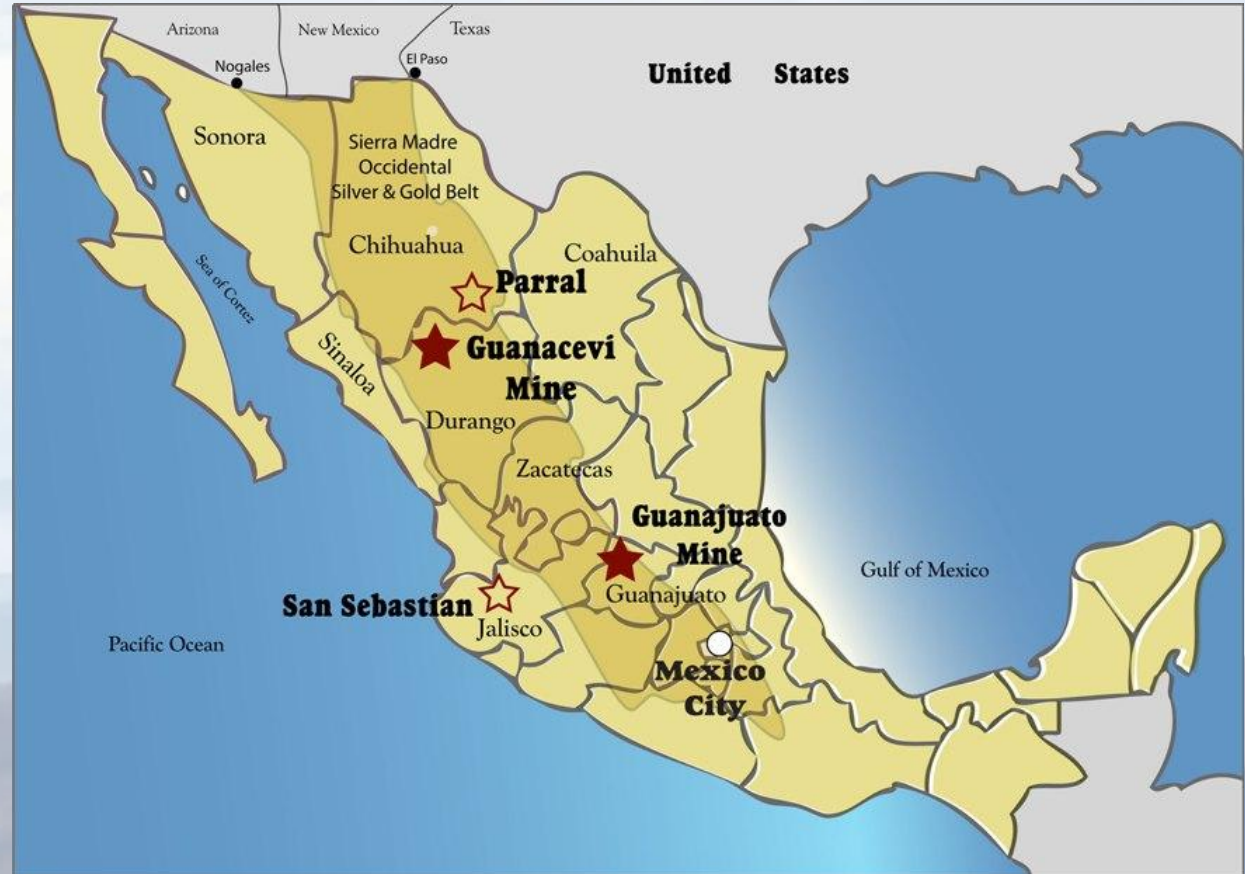 Arizona
New Mexico
Texas
Nogales
El Paso
United States
Sonora
Sierra Madre
Occidental
Silver & Gold Belt
Chihuahua
Coahuila
Sea of Cortez
Parral
Sinaloa
Guanacevi
Mine
Durango
Zacatecas
Guanajuato
Mine
Gulf of Mexico
Guanajuato
San Sebastian
Jalisco
Pacific Ocean
Mexico
City